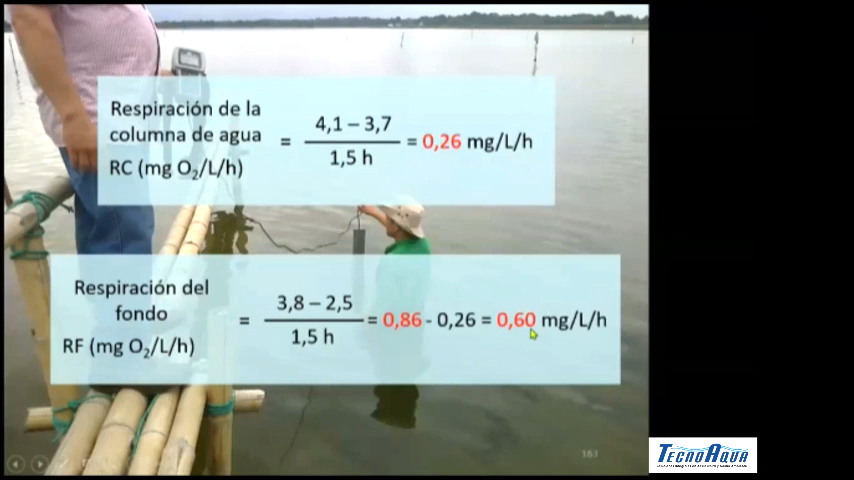 Respiración de la
columna de agua
RC (mg O₂/L/h)
=
4,1 – 3,7
1,5 h
= 0,26 mg/L/h
Respiración del
fondo
RF (mg O₂/L/h)
=
3,8 – 2,5
1,5 h
= 0,86 - 0,26 = 0,60 mg/L/h
183
TECNOAQUA